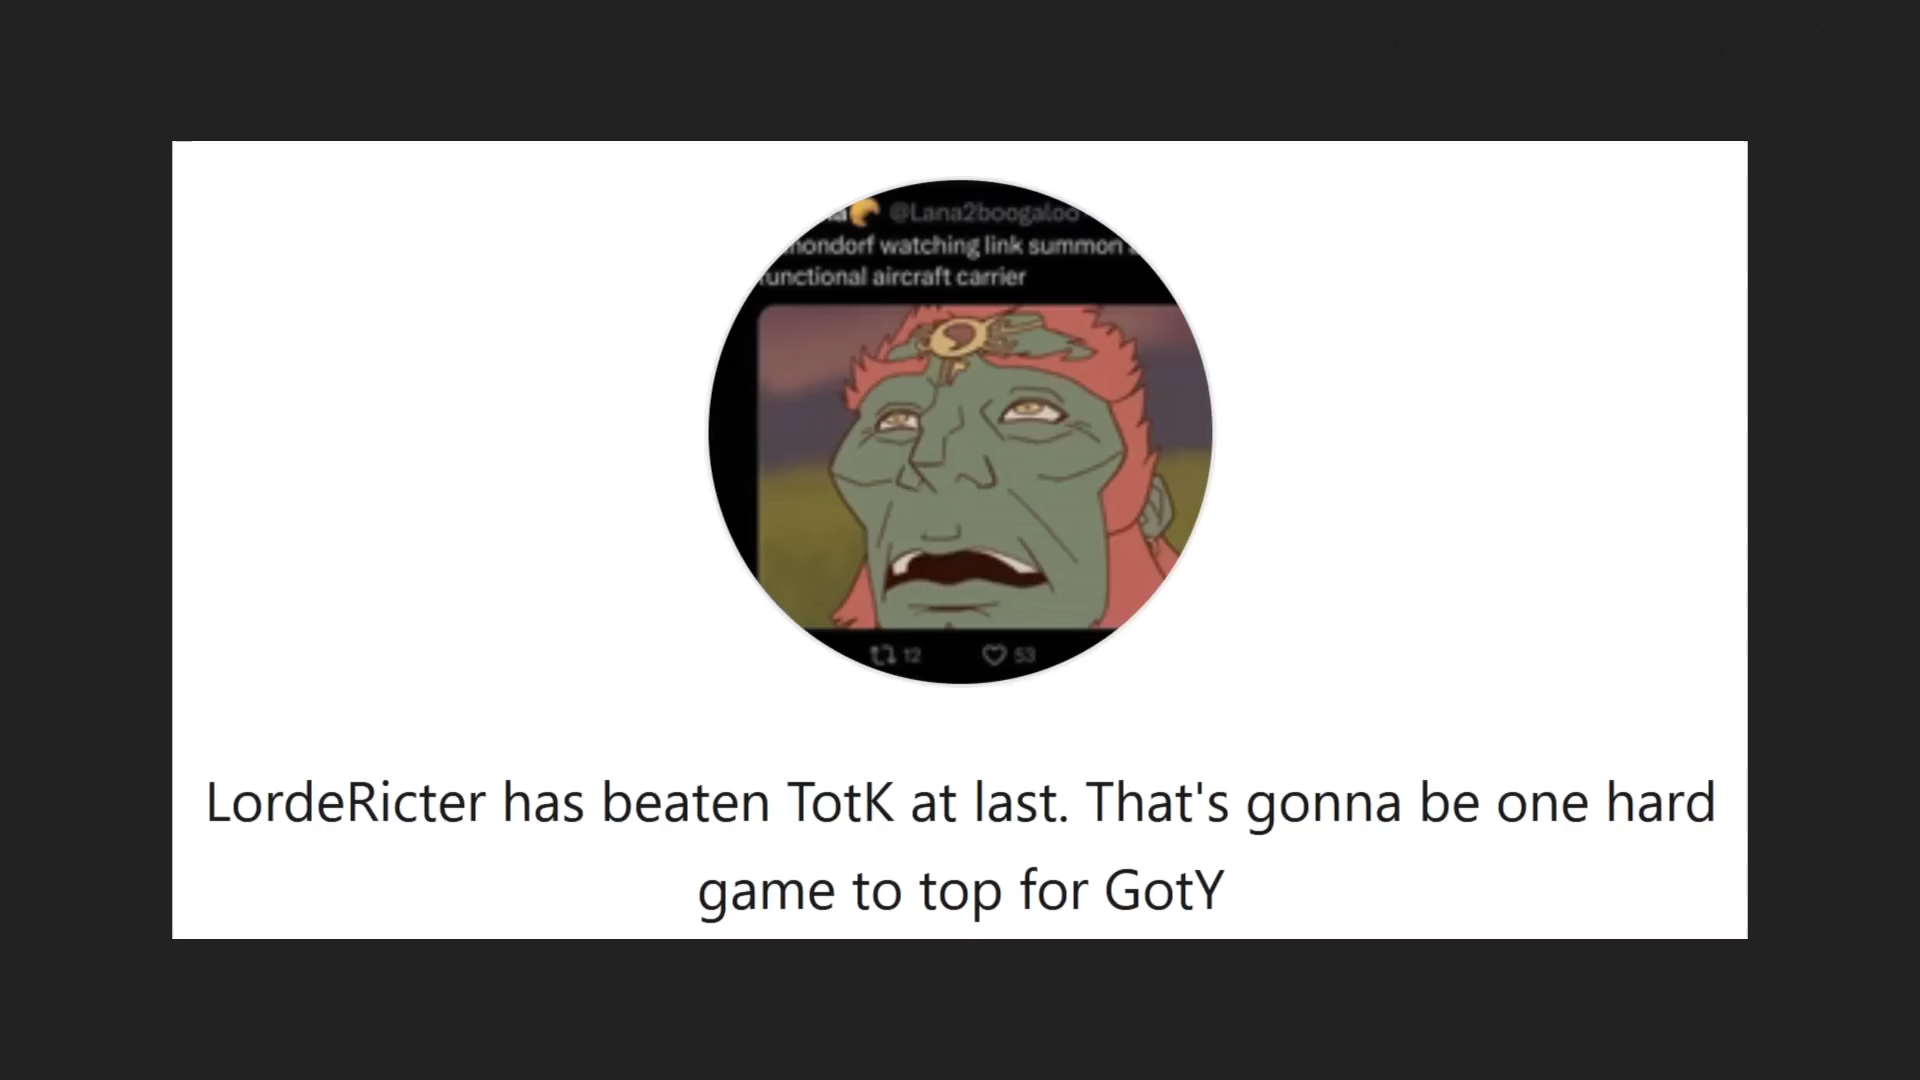 @Lana2boogaloo
watching link summon
aircraft carrier
12 53
LordeRicter has beaten TotK at last. That's gonna be one hard
game to top for GotY